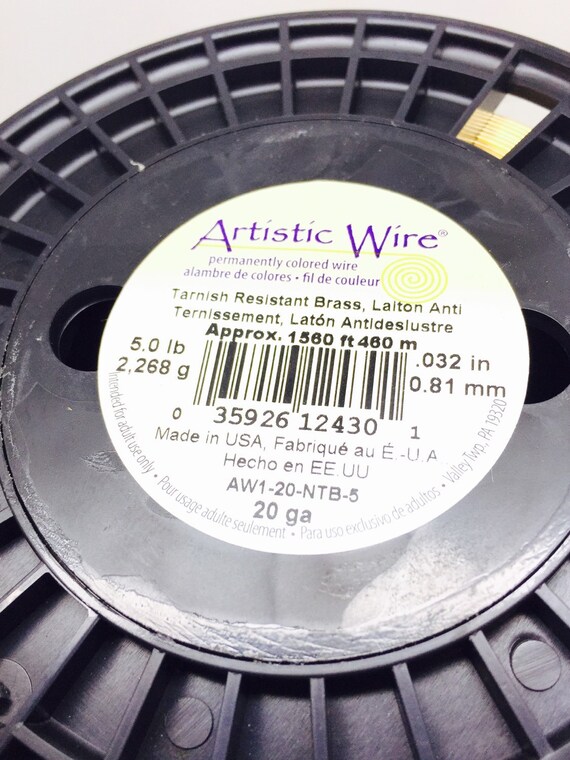 Artistic Wire®
permanently colored wire
alambre de colores • fil de couleur
Tarnish Resistant Brass, Laiton Anti
Ternissement, Latón Antideslustre
Approx. 1560 ft 460 m
5.0 lb
2,268 g
.032 in
0.81 mm
0 35926 12430 1
Made in USA, Fabriqué au É.-U.A
Hecho en EE.UU
AW1-20-NTB-5
20 ga
Intended for adult use only • Pour usage adulte seulement • Para uso exclusivo de adultos • Valley Twp, PA 19320